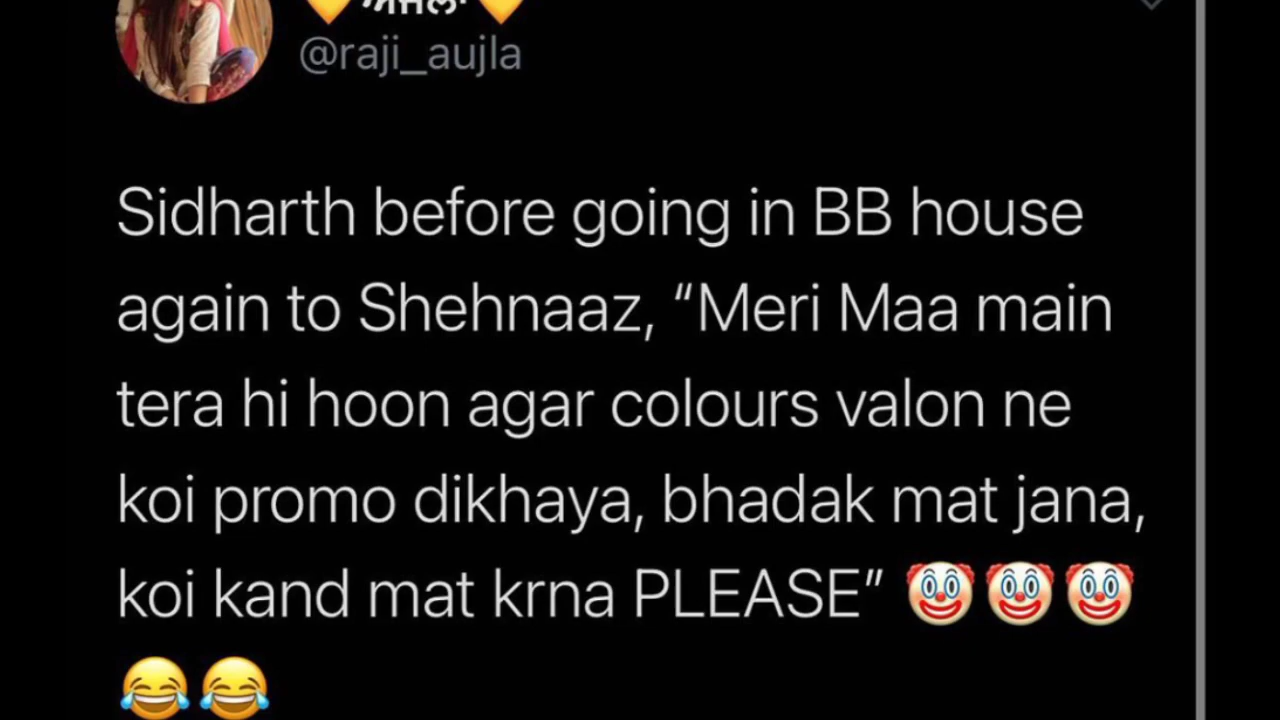 @raji_aujla
Sidharth before going in BB house
again to Shehnaaz, “Meri Maa main
tera hi hoon agar colours valon ne
koi promo dikhaya, bhadak mat jana,
koi kand mat krna PLEASE” 🤡🤡🤡
😂😂